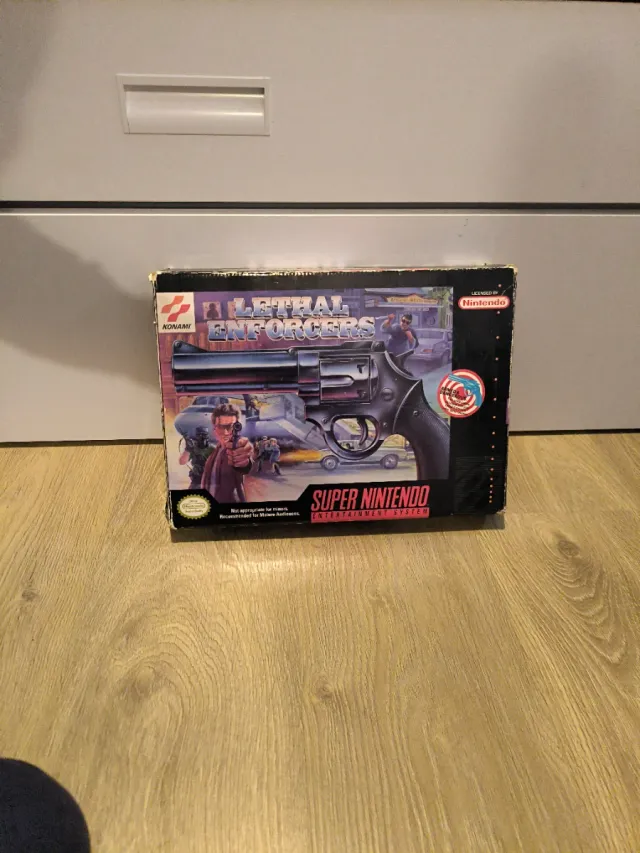 KONAMI
LETHAL
ENFORCERS
LICENSED BY
Nintendo
Not appropriate for minors.
Recommended for Mature Audiences.
SUPER NINTENDO
ENTERTAINMENT SYSTEM